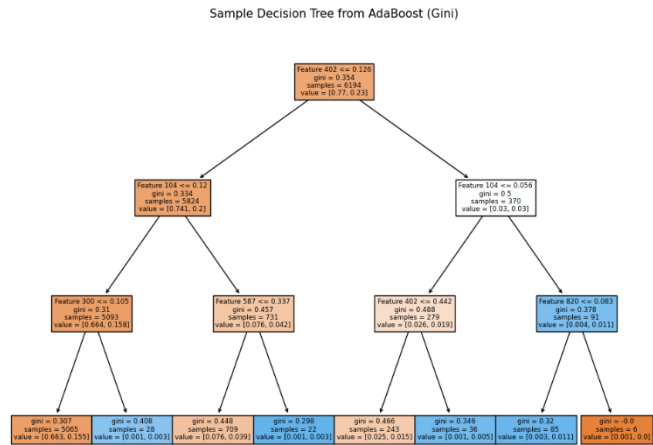 Sample Decision Tree from AdaBoost (Gini)
Feature 402 <= 0.126
gini = 0.354
samples = 6194
value = [0.77, 0.23]
Feature 104 <= 0.12
gini = 0.334
samples = 5824
value = [0.741, 0.2]
Feature 104 <= 0.056
gini = 0.5
samples = 370
value = [0.03, 0.03]
Feature 300 <= 0.105
gini = 0.31
samples = 5093
value = [0.664, 0.158]
Feature 587 <= 0.337
gini = 0.457
samples = 731
value = [0.076, 0.042]
Feature 402 <= 0.442
gini = 0.488
samples = 279
value = [0.026, 0.019]
Feature 820 <= 0.083
gini = 0.378
samples = 91
value = [0.004, 0.011]
gini = 0.307
samples = 5065
value = [0.663, 0.155]
gini = 0.408
samples = 28
value = [0.001, 0.003]
gini = 0.448
samples = 709
value = [0.076, 0.039]
gini = 0.298
samples = 22
value = [0.001, 0.003]
gini = 0.466
samples = 243
value = [0.025, 0.015]
gini = 0.346
samples = 36
value = [0.001, 0.005]
gini = 0.32
samples = 85
value = [0.003, 0.011]
gini = -0.0
samples = 6
value = [0.001, 0.0]